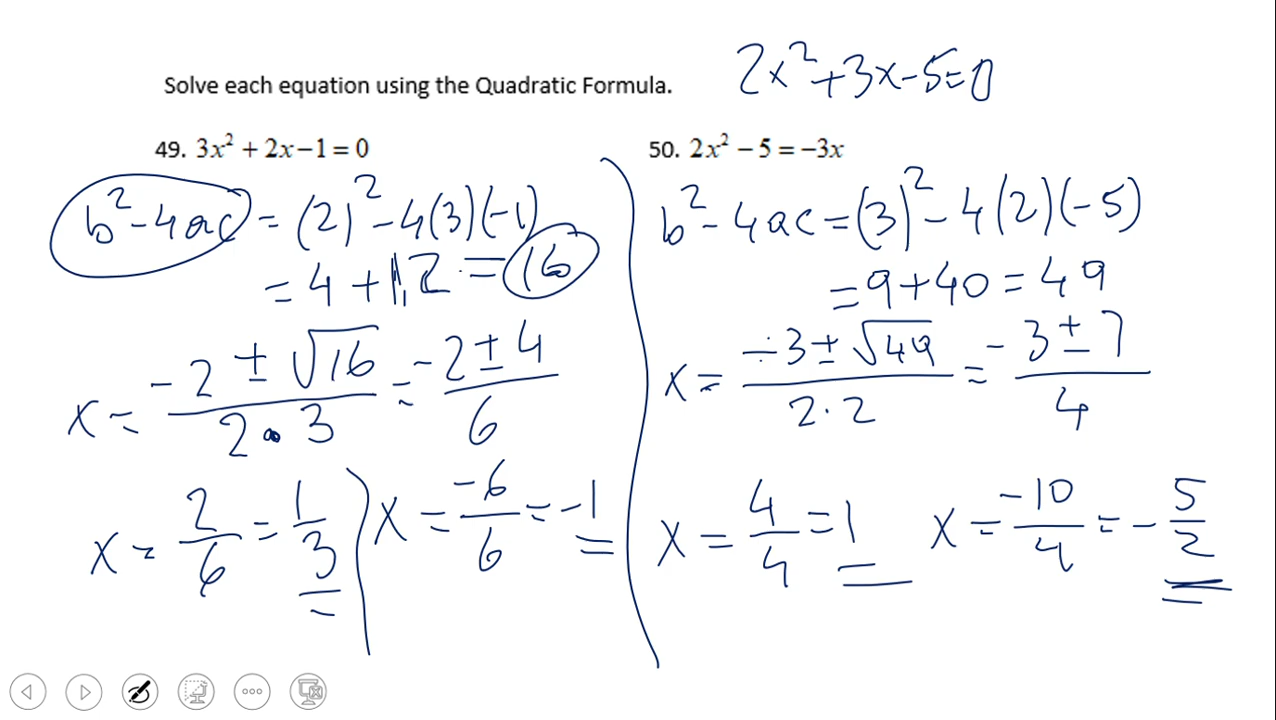 Solve each equation using the Quadratic Formula.
2x² + 3x - 5 = 0
49. 3x² + 2x - 1 = 0
b² - 4ac = (2)² - 4(3)(-1)
= 4 + 12 = 16
x = (-2 ± √16)/(2 · 3) = (-2 ± 4)/6
x = 2/6 = 1/3
x = -6/6 = -1
50. 2x² - 5 = -3x
b² - 4ac = (3)² - 4(2)(-5)
= 9 + 40 = 49
x = (-3 ± √49)/(2 · 2) = (-3 ± 7)/4
x = 4/4 = 1
x = -10/4 = -5/2